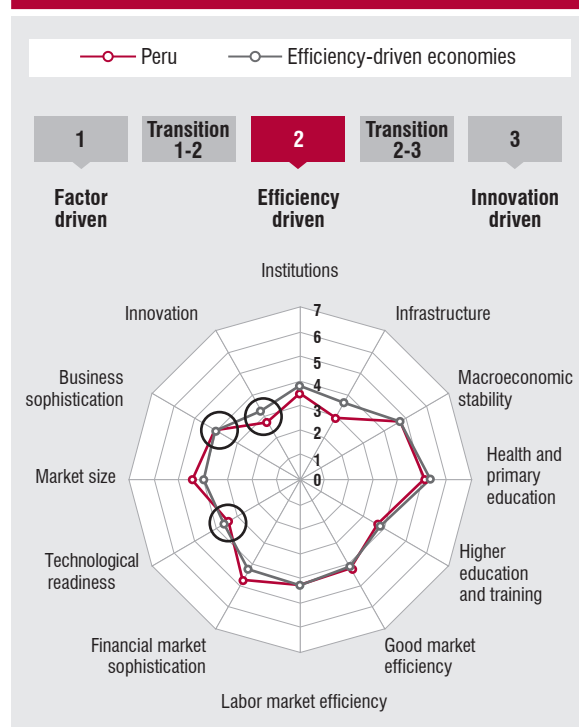 Peru
Efficiency-driven economies
1
Transition
1-2
2
Transition
2-3
3
Factor
driven
Efficiency
driven
Innovation
driven
Institutions
Infrastructure
Macroeconomic
stability
Health and
primary
education
Higher
education
and training
Good market
efficiency
Labor market efficiency
Financial market
sophistication
Technological
readiness
Market size
Business
sophistication
Innovation
7
6
5
4
3
2
1
0